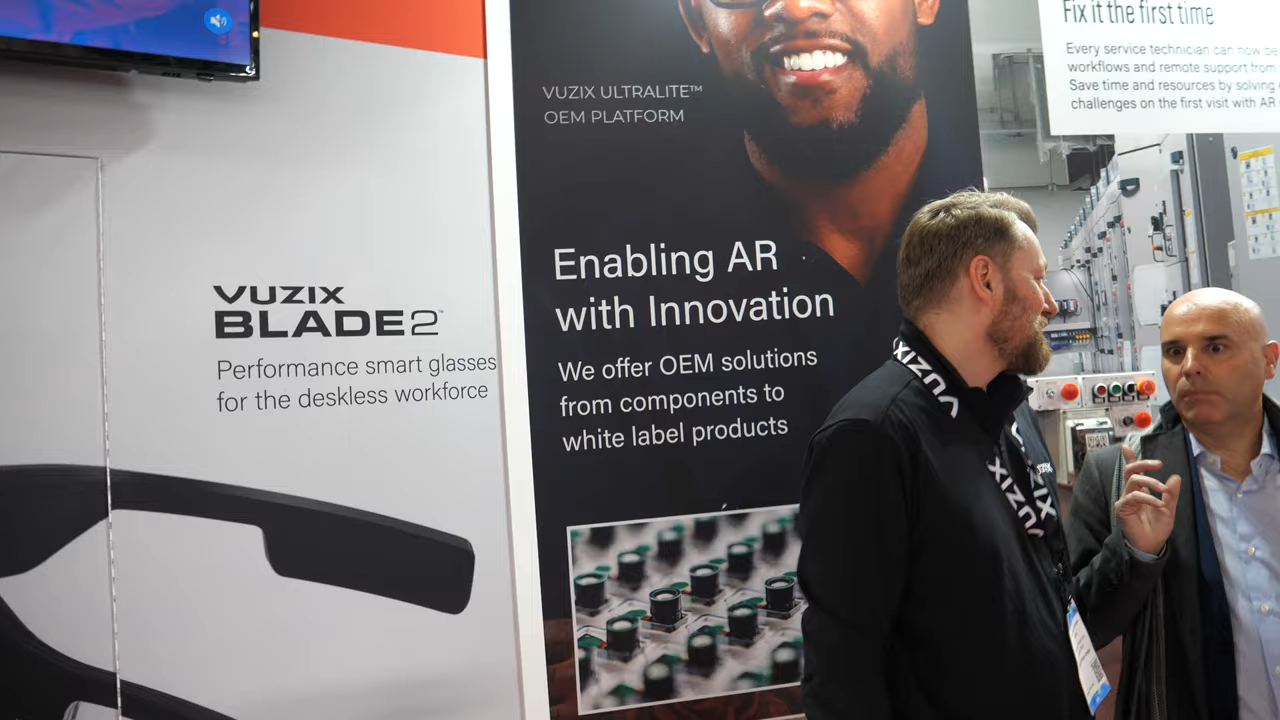 VUZIX ULTRALITE™
OEM PLATFORM
Enabling AR
with Innovation
We offer OEM solutions
from components to
white label products
VUZIX
BLADE 2™
Performance smart glasses
for the deskless workforce
Fix it the first time
Every service technician can now be
workflows and remote support from
Save time and resources by solving
challenges on the first visit with AR
VUZIX
VUZIX